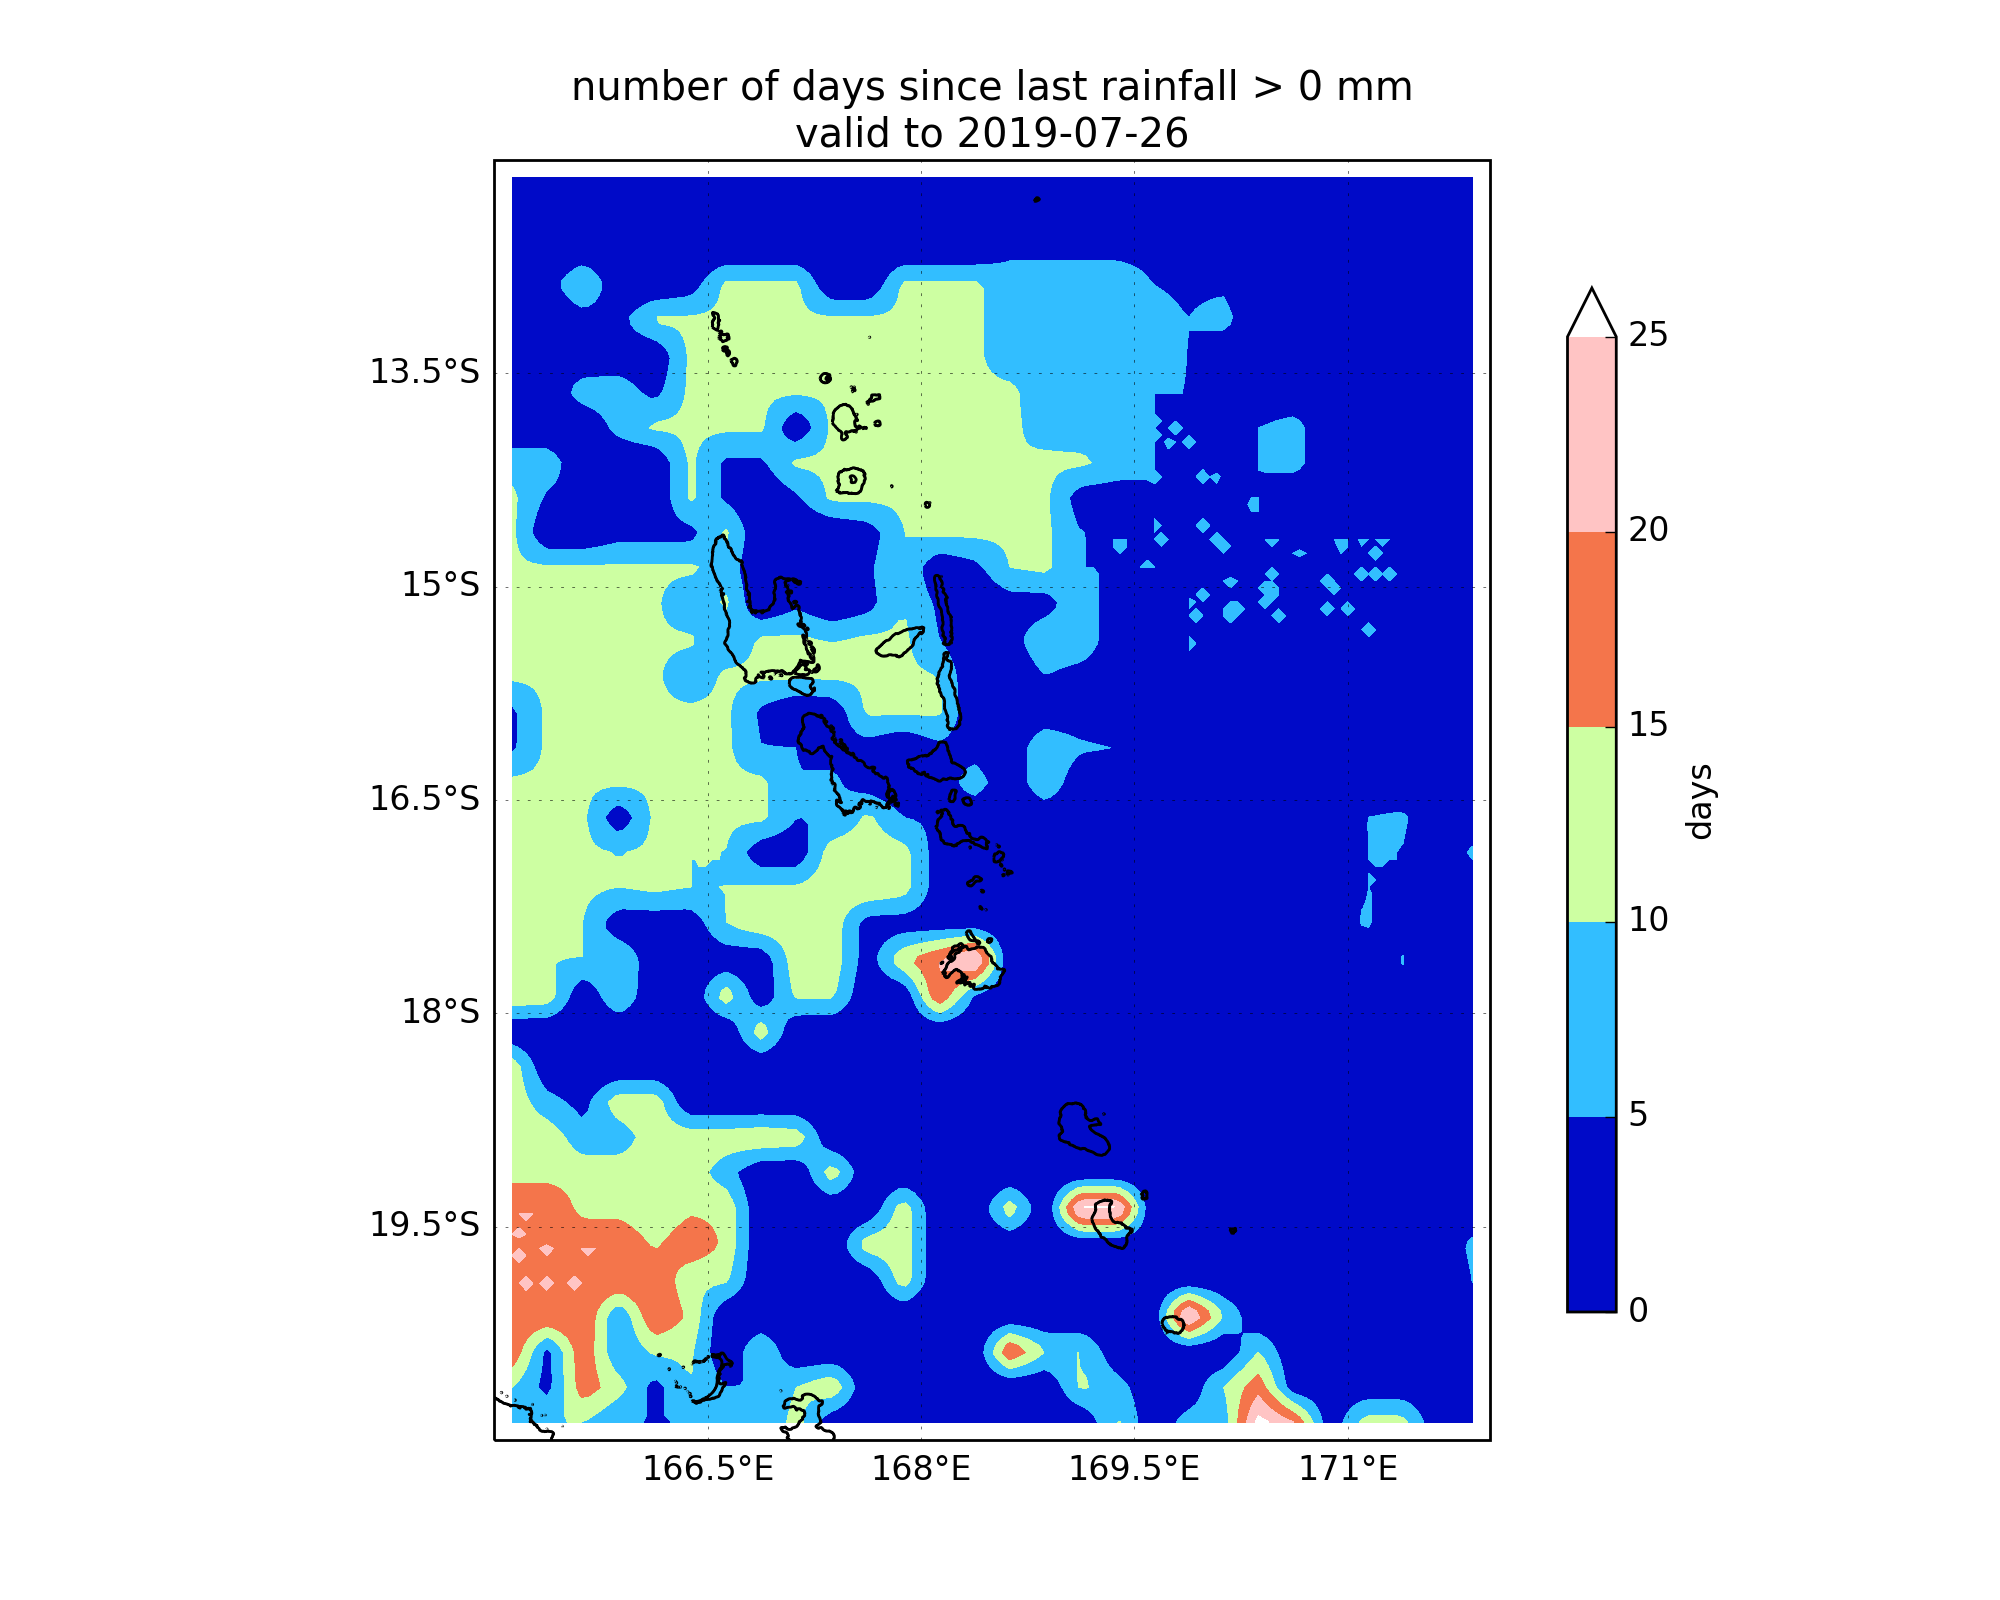 number of days since last rainfall > 0 mm
valid to 2019-07-26
13.5°S
15°S
16.5°S
18°S
19.5°S
166.5°E
168°E
169.5°E
171°E
25
20
15
10
5
0
days